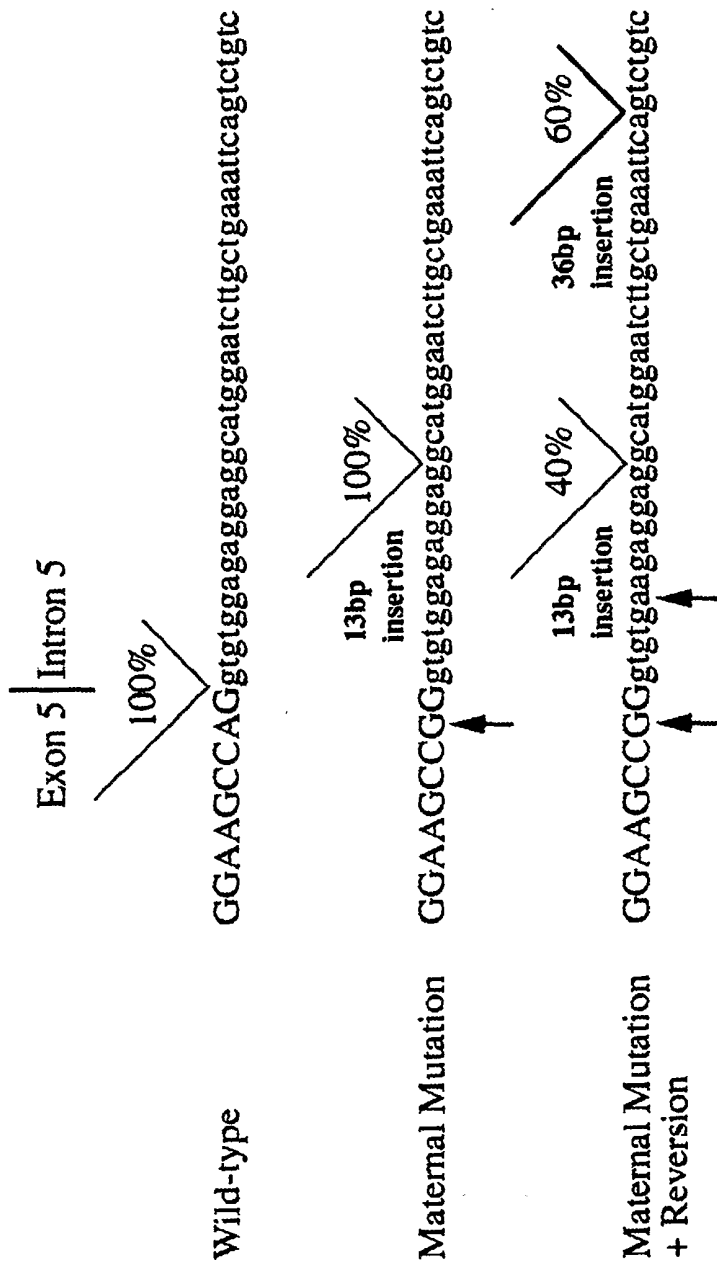 Exon 5 | Intron 5
100%
Wild-type GGAAGCCAGgtgtggagaggaggcatggaatcttgctgaaattcagtctgtc
13bp insertion 100%
Maternal Mutation GGAAGCCGGgtgtggagaggaggcatggaatcttgctgaaattcagtctgtc
13bp insertion 40% 36bp insertion 60%
Maternal Mutation GGAAGCCGGgtgtgaagaggaggcatggaatcttgctgaaattcagtctgtc
+ Reversion